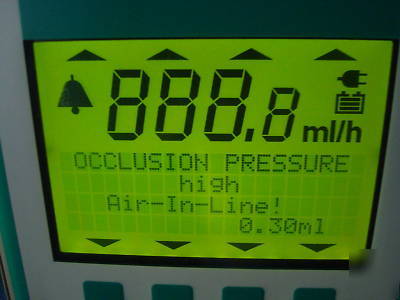 888.8 ml/h
OCCLUSION PRESSURE
high
Air-In-Line!
0.30ml